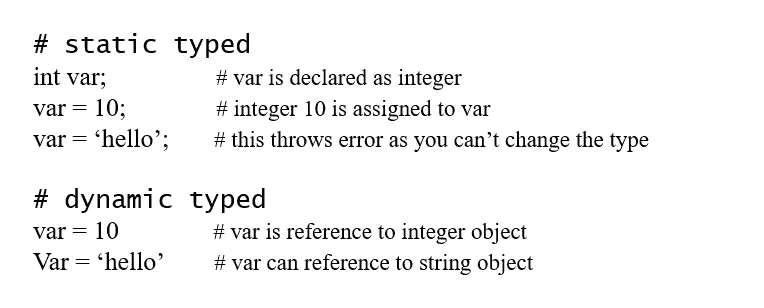 # static typed
int var; # var is declared as integer
var = 10; # integer 10 is assigned to var
var = ‘hello’; # this throws error as you can’t change the type
# dynamic typed
var = 10 # var is reference to integer object
Var = ‘hello’ # var can reference to string object